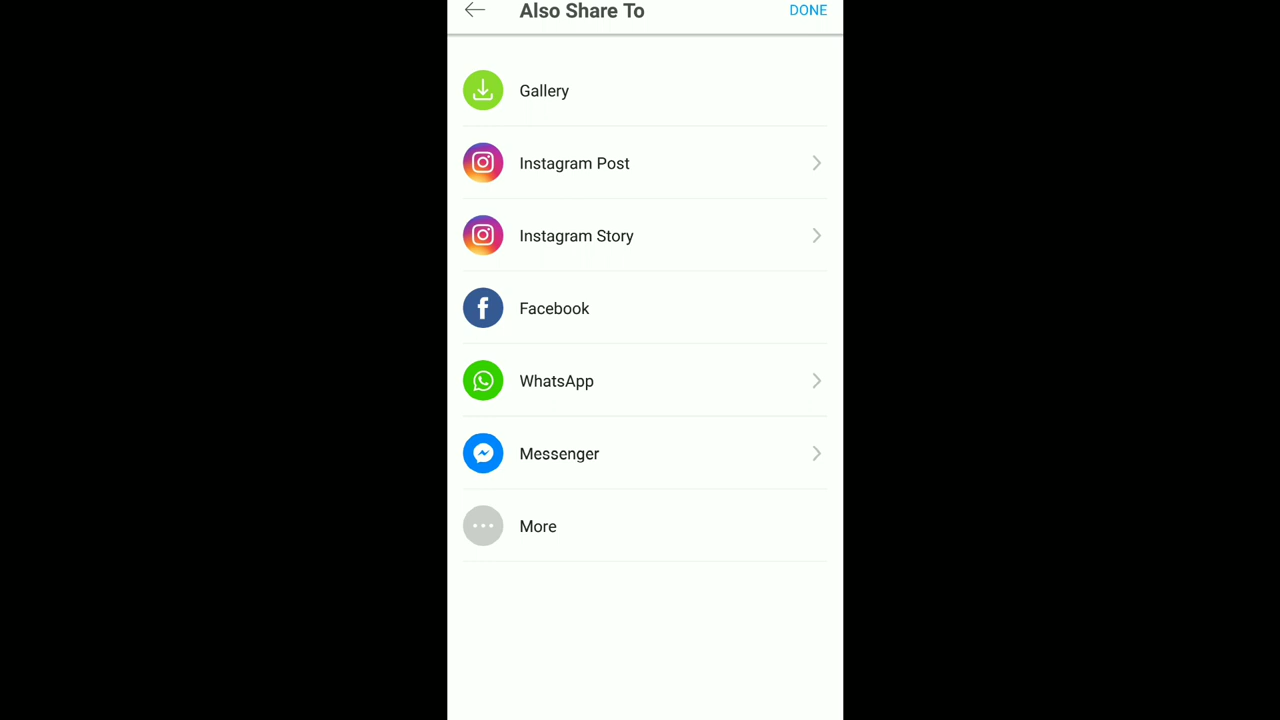 Also Share To
DONE
Gallery
Instagram Post
Instagram Story
Facebook
WhatsApp
Messenger
More